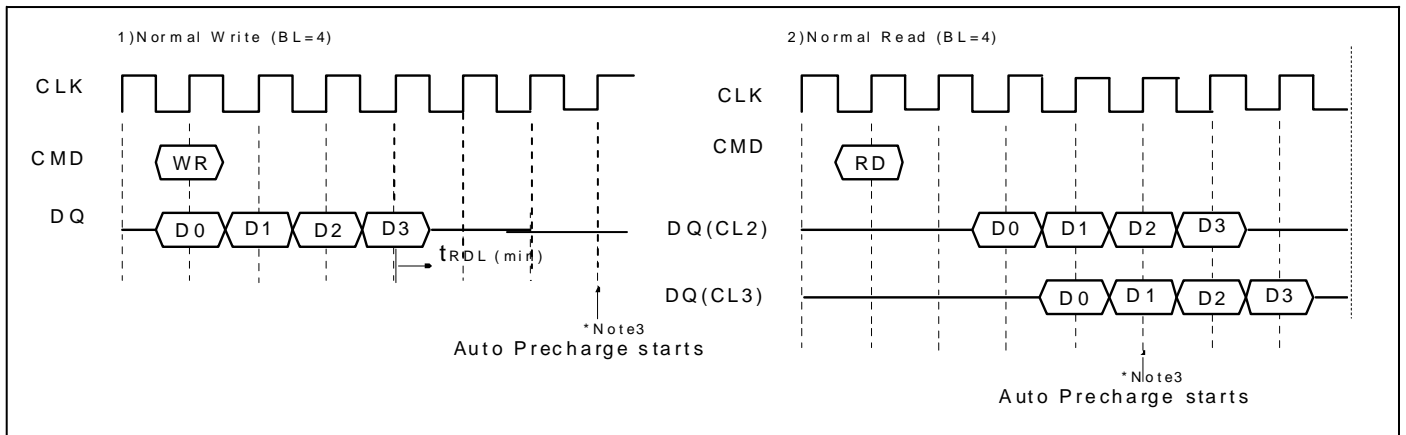 1)Normal Write (BL=4)
CLK
CMD
WR
DQ
D0 D1 D2 D3
tRDL (min)
*Note3
Auto Precharge starts
2)Normal Read (BL=4)
CLK
CMD
RD
DQ(CL2)
D0 D1 D2 D3
DQ(CL3)
D0 D1 D2 D3
*Note3
Auto Precharge starts